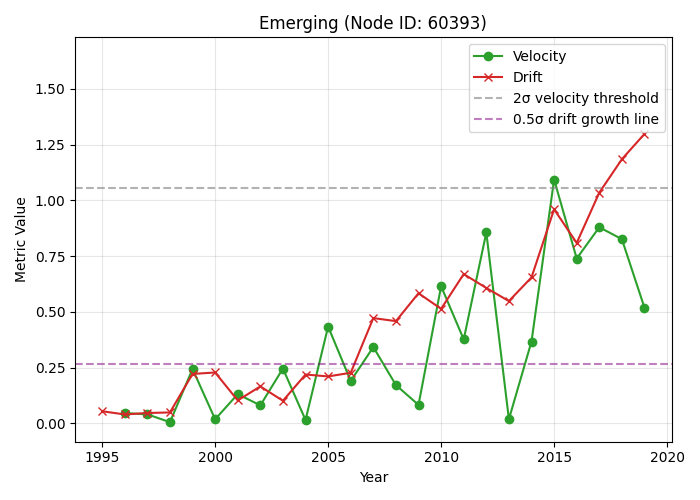 Emerging (Node ID: 60393)
Velocity
Drift
2σ velocity threshold
0.5σ drift growth line
Metric Value
1.50
1.25
1.00
0.75
0.50
0.25
0.00
1995 2000 2005 2010 2015 2020
Year